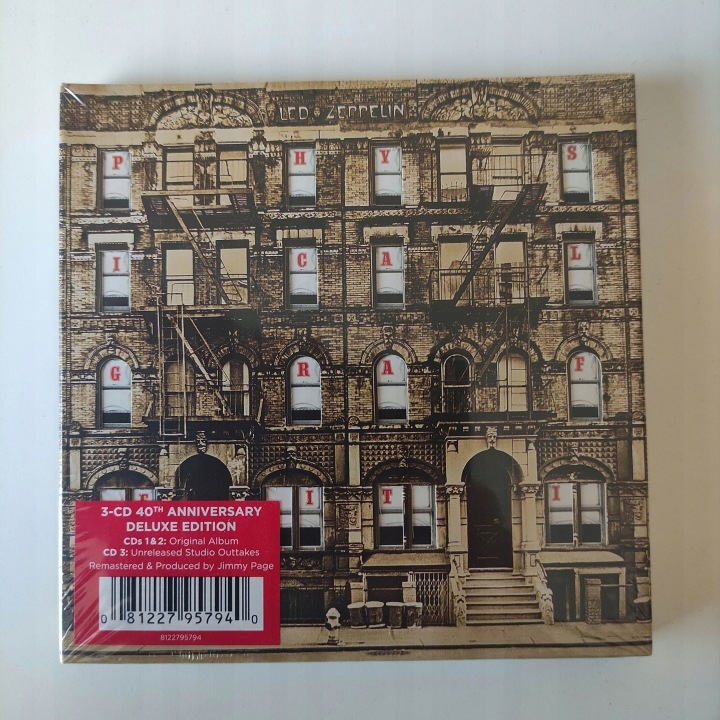 LED ZEPPELIN
P H Y S
I C A L
G R A F
F I T I
3-CD 40TH ANNIVERSARY
DELUXE EDITION
CDs 1 & 2: Original Album
CD 3: Unreleased Studio Outtakes
Remastered & Produced by Jimmy Page
0 81227 95794 0
8122795794